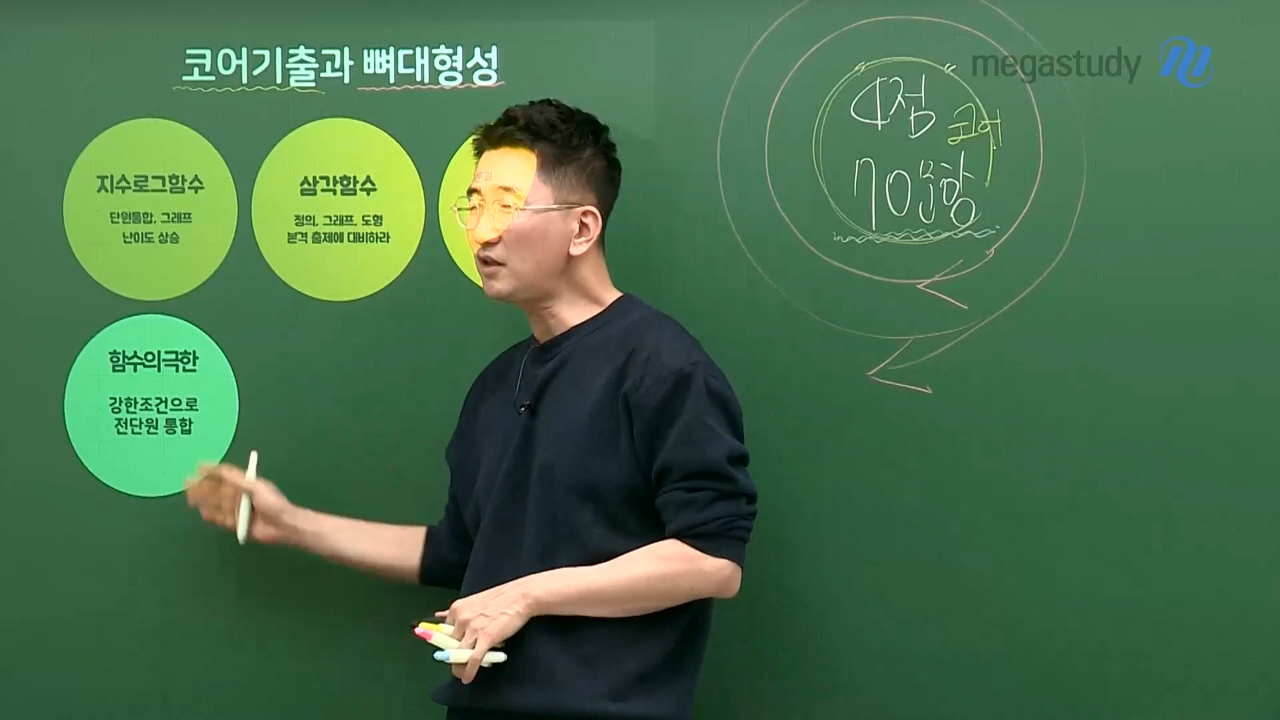 코어기출과 뼈대형성
megastudy
4점
코어
70문항
지수로그함수
단원통합, 그래프
난이도 상승
삼각함수
정의, 그래프, 도형
본격 출제에 대비하라
함수의극한
강한조건으로
전단원 통합